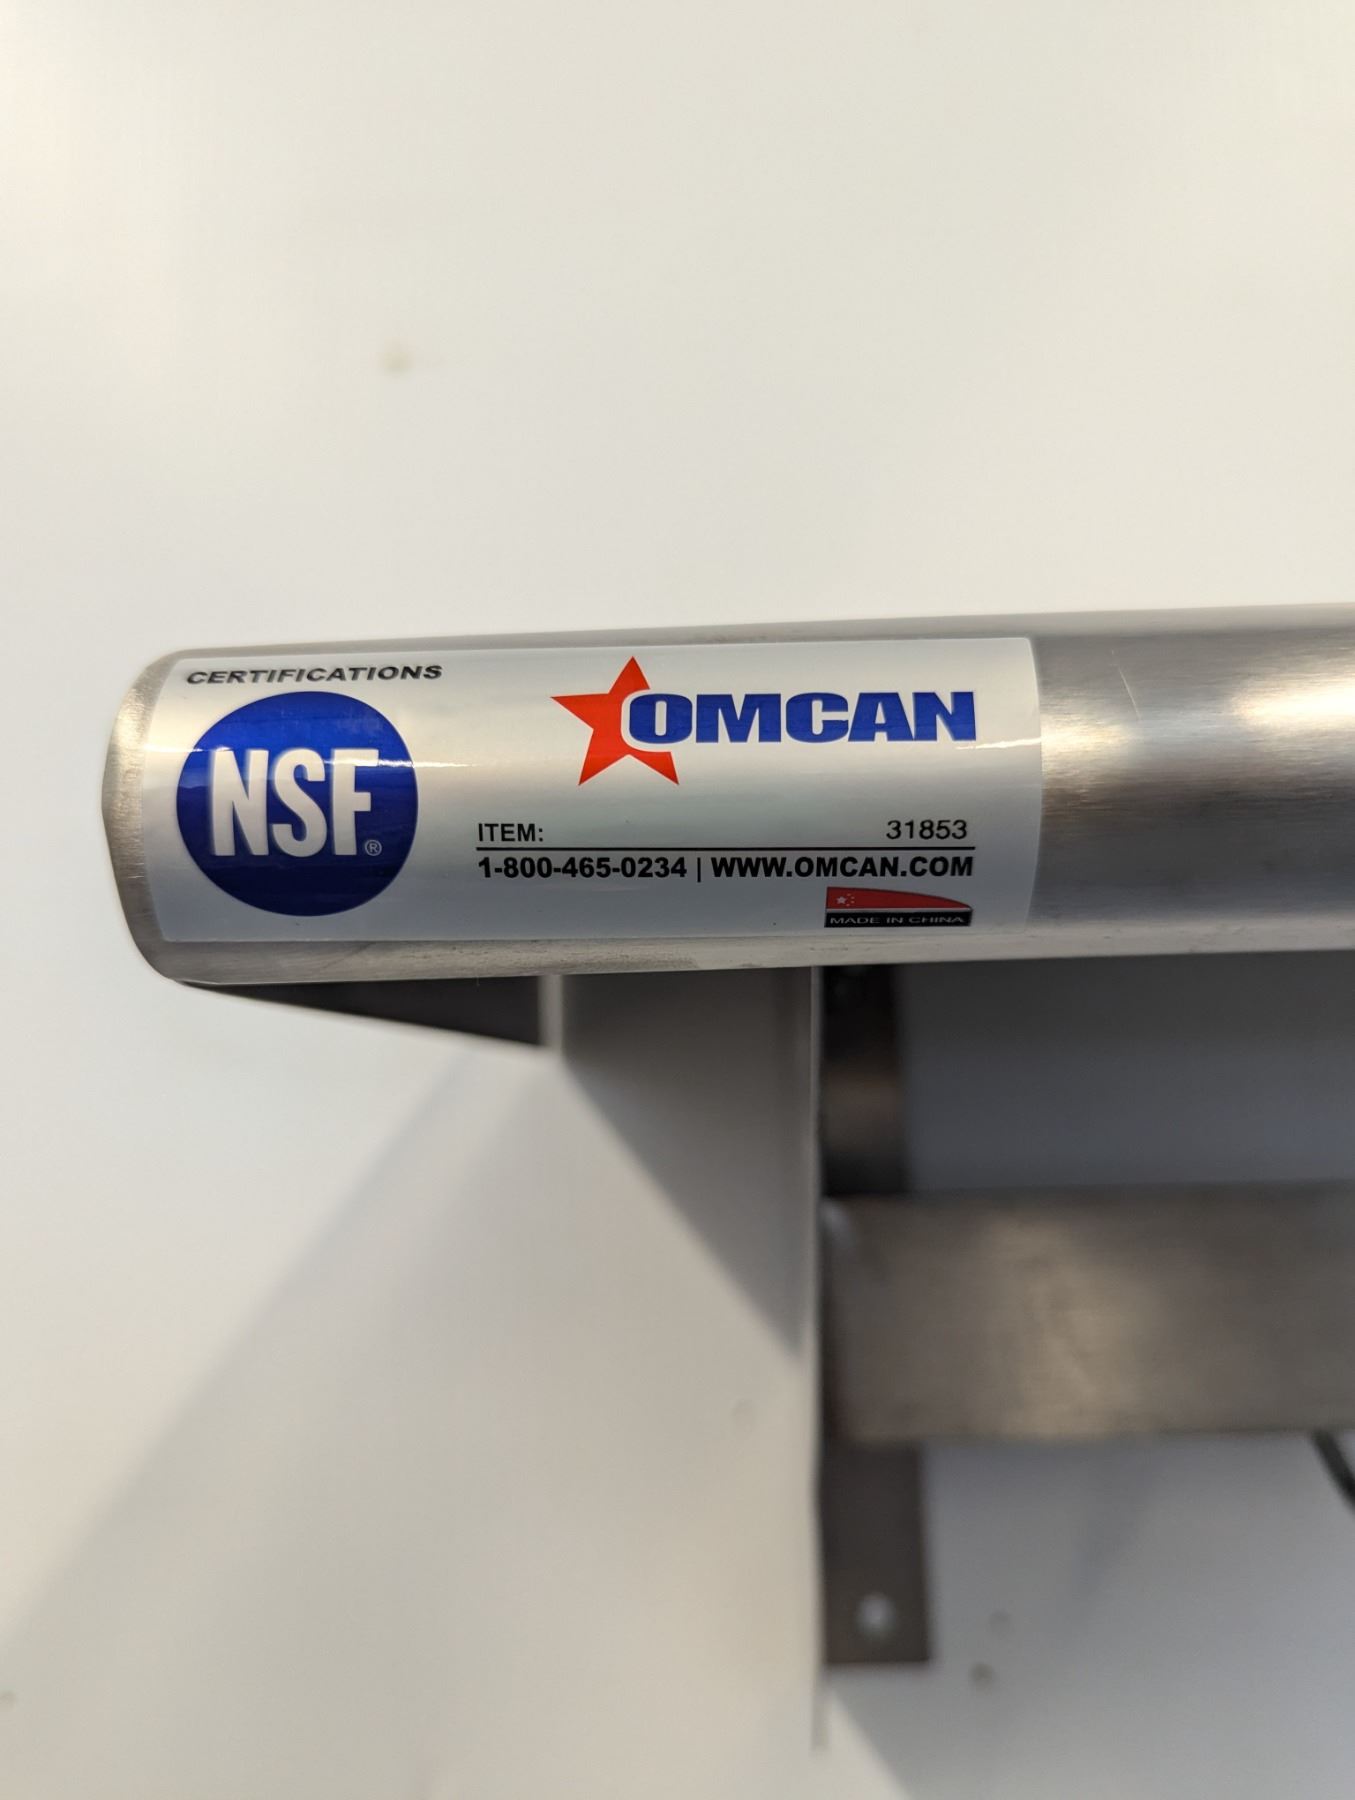 CERTIFICATIONS
NSF®
OMCAN
ITEM: 31853
1-800-465-0234 | WWW.OMCAN.COM
MADE IN CHINA